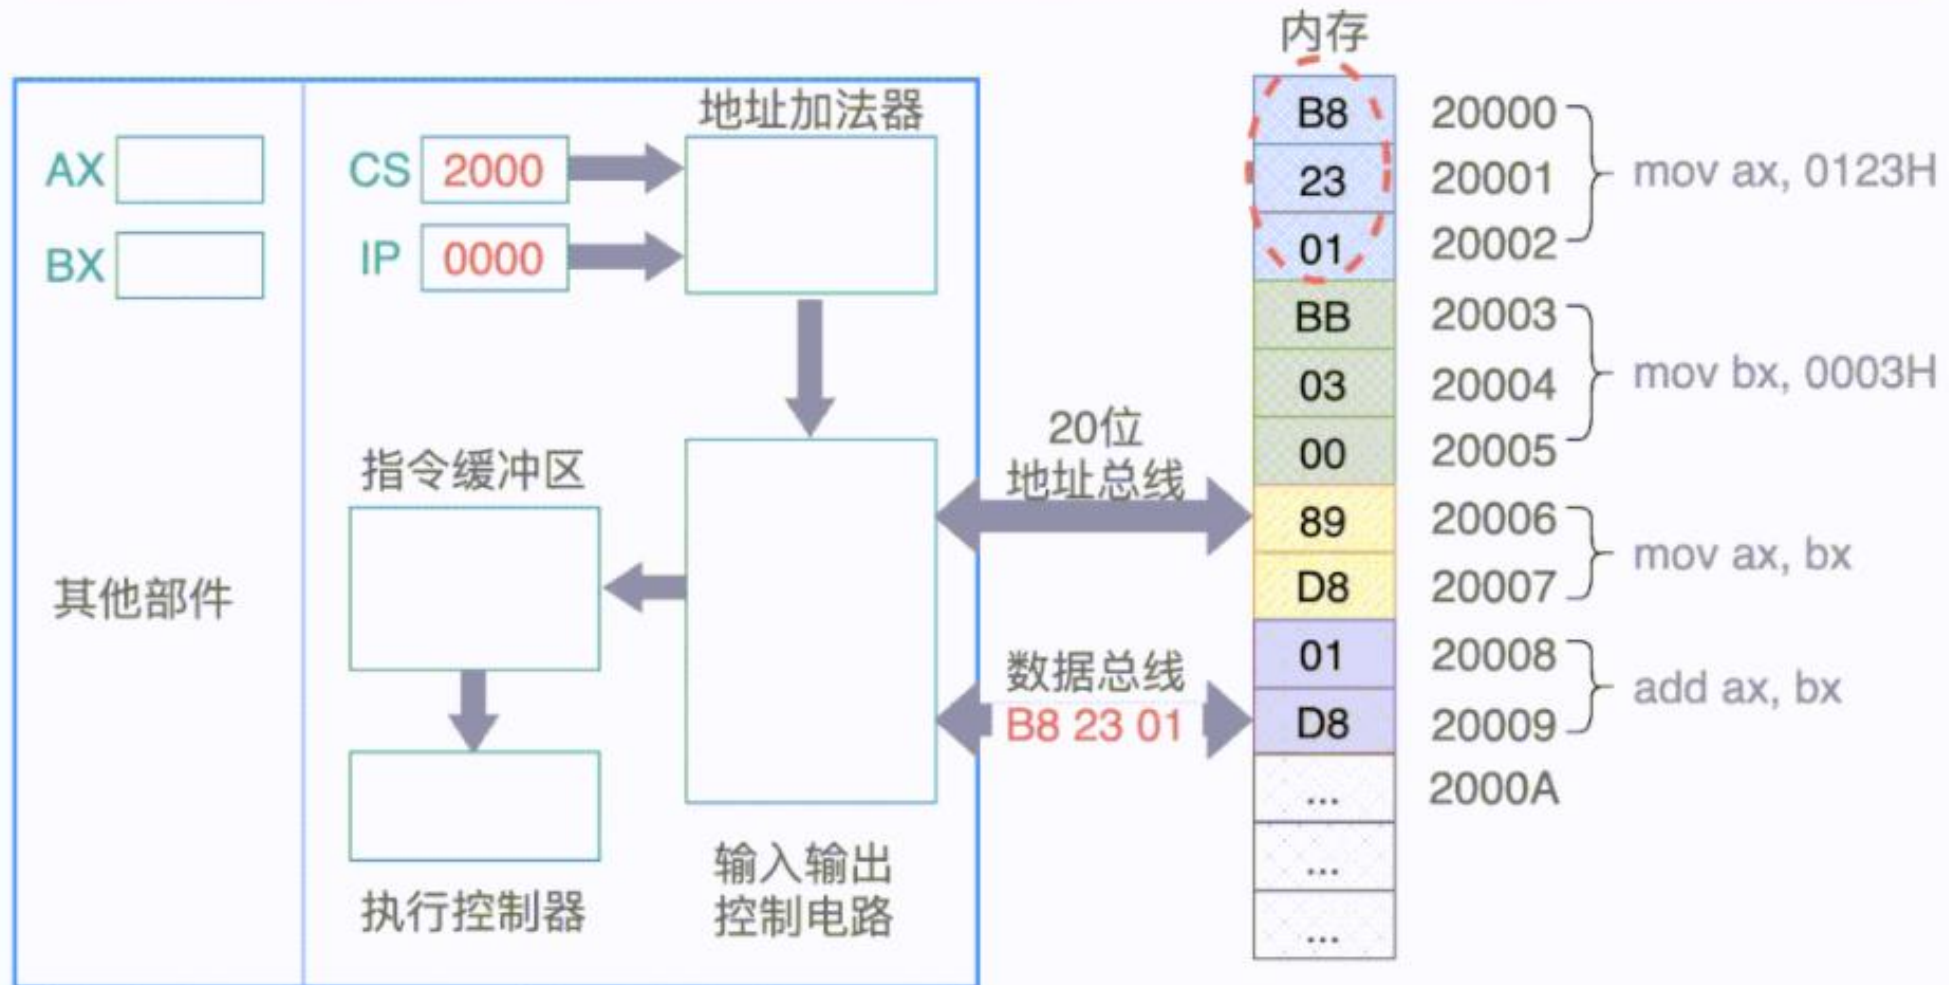 内存
地址加法器
AX
BX
CS 2000
IP 0000
其他部件
指令缓冲区
执行控制器
输入输出
控制电路
20位
地址总线
数据总线
B8 23 01
B8 20000
23 20001
01 20002
mov ax, 0123H
BB 20003
03 20004
00 20005
mov bx, 0003H
89 20006
D8 20007
mov ax, bx
01 20008
D8 20009
add ax, bx
... 2000A
...
...